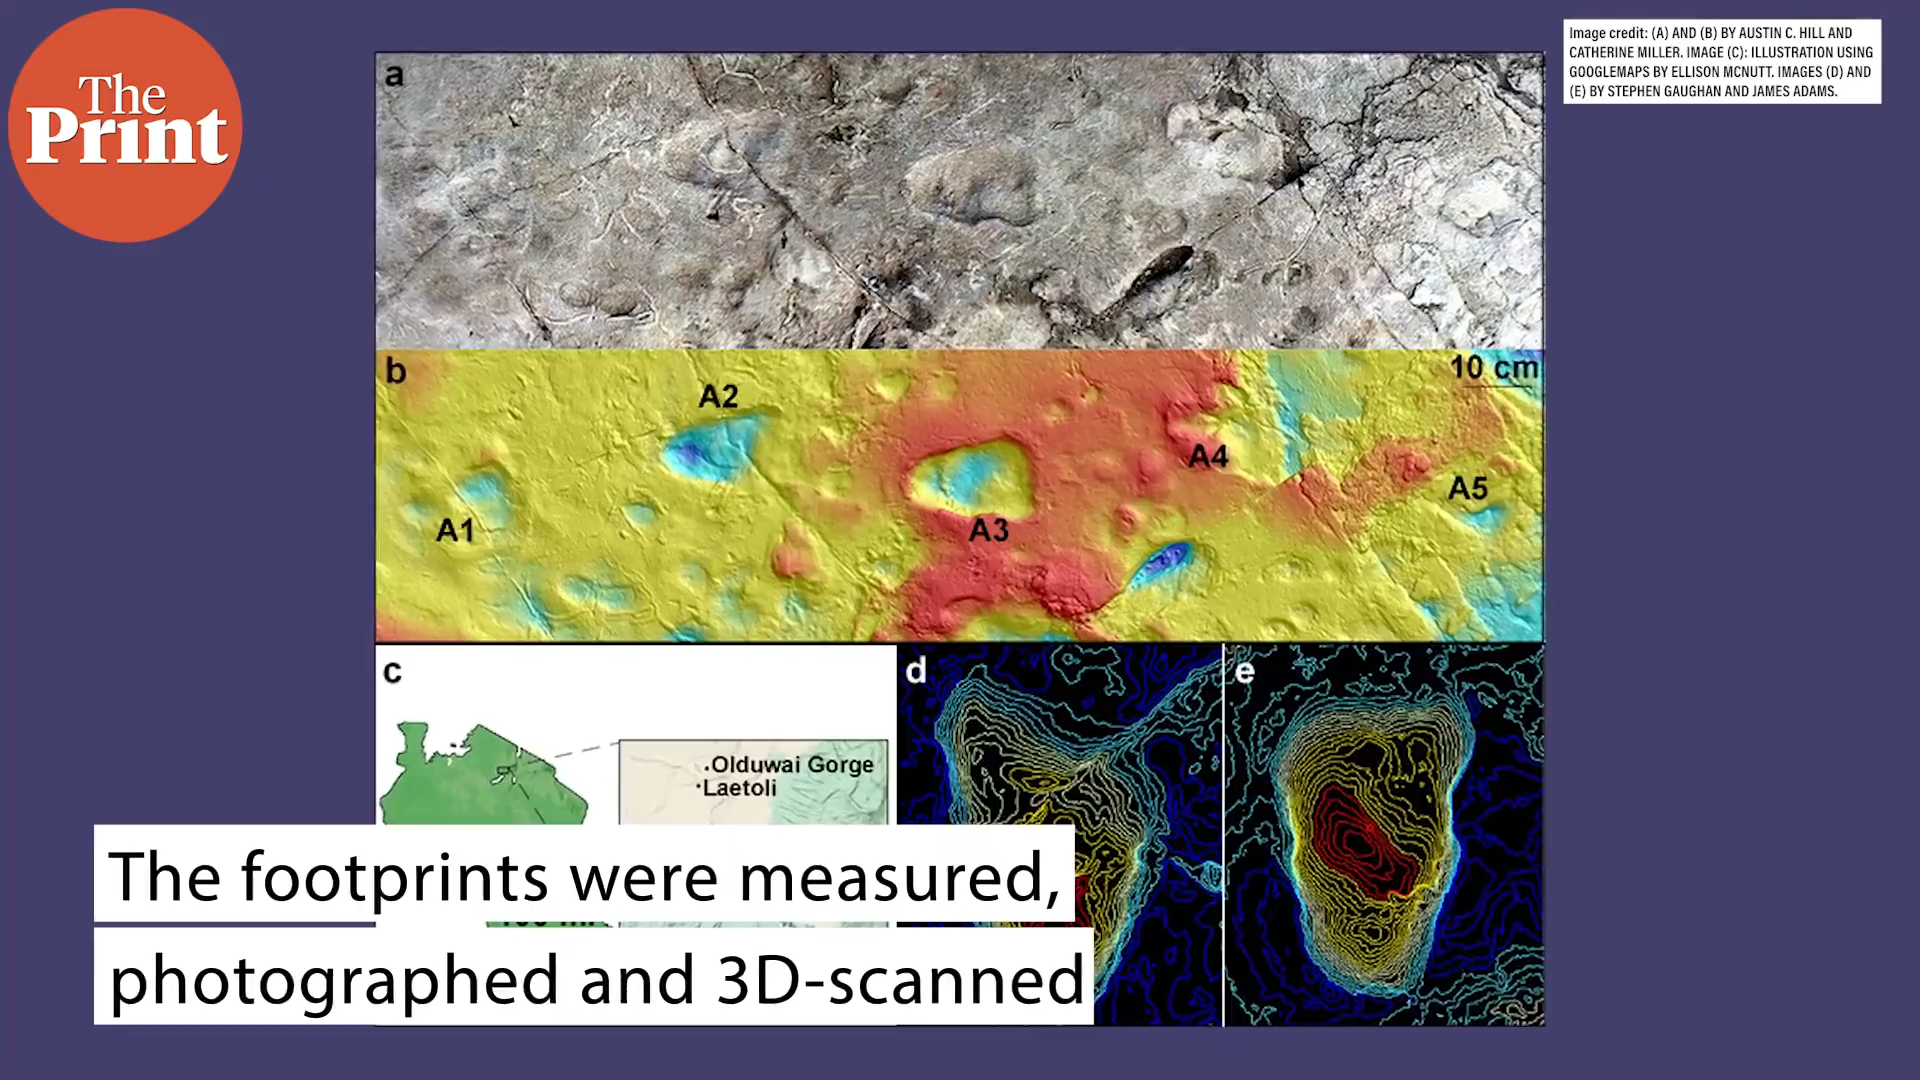 The
Print
Image credit: (A) AND (B) BY AUSTIN C. HILL AND
CATHERINE MILLER. IMAGE (C): ILLUSTRATION USING
GOOGLEMAPS BY ELLISON MCNUTT. IMAGES (D) AND
(E) BY STEPHEN GAUGHAN AND JAMES ADAMS.
a
b
10 cm
A2
A4
A5
A1
A3
c
d
e
.Olduwai Gorge
·Laetoli
The footprints were measured,
photographed and 3D-scanned